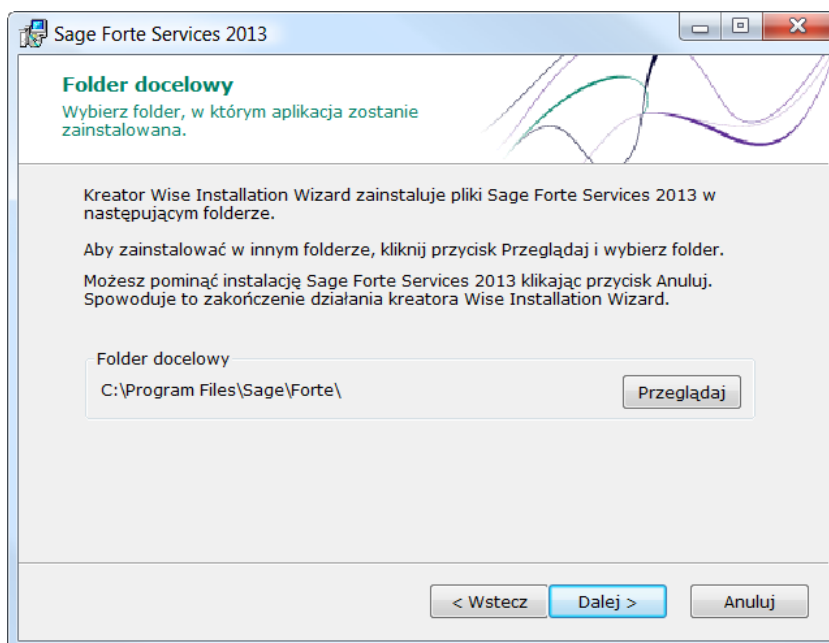 Sage Forte Services 2013
Folder docelowy
Wybierz folder, w którym aplikacja zostanie
zainstalowana.
Kreator Wise Installation Wizard zainstaluje pliki Sage Forte Services 2013 w
następującym folderze.
Aby zainstalować w innym folderze, kliknij przycisk Przeglądaj i wybierz folder.
Możesz pominąć instalację Sage Forte Services 2013 klikając przycisk Anuluj.
Spowoduje to zakończenie działania kreatora Wise Installation Wizard.
Folder docelowy
C:\Program Files\Sage\Forte\
Przeglądaj
< Wstecz
Dalej >
Anuluj